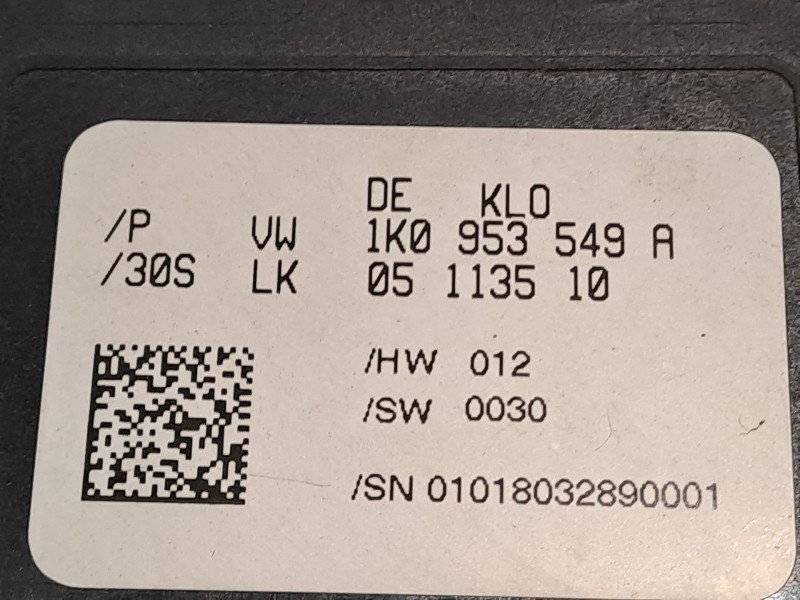 DE KLO
/P VW 1K0 953 549 A
/30S LK 05 1135 10
/HW 012
/SW 0030
/SN 01018032890001